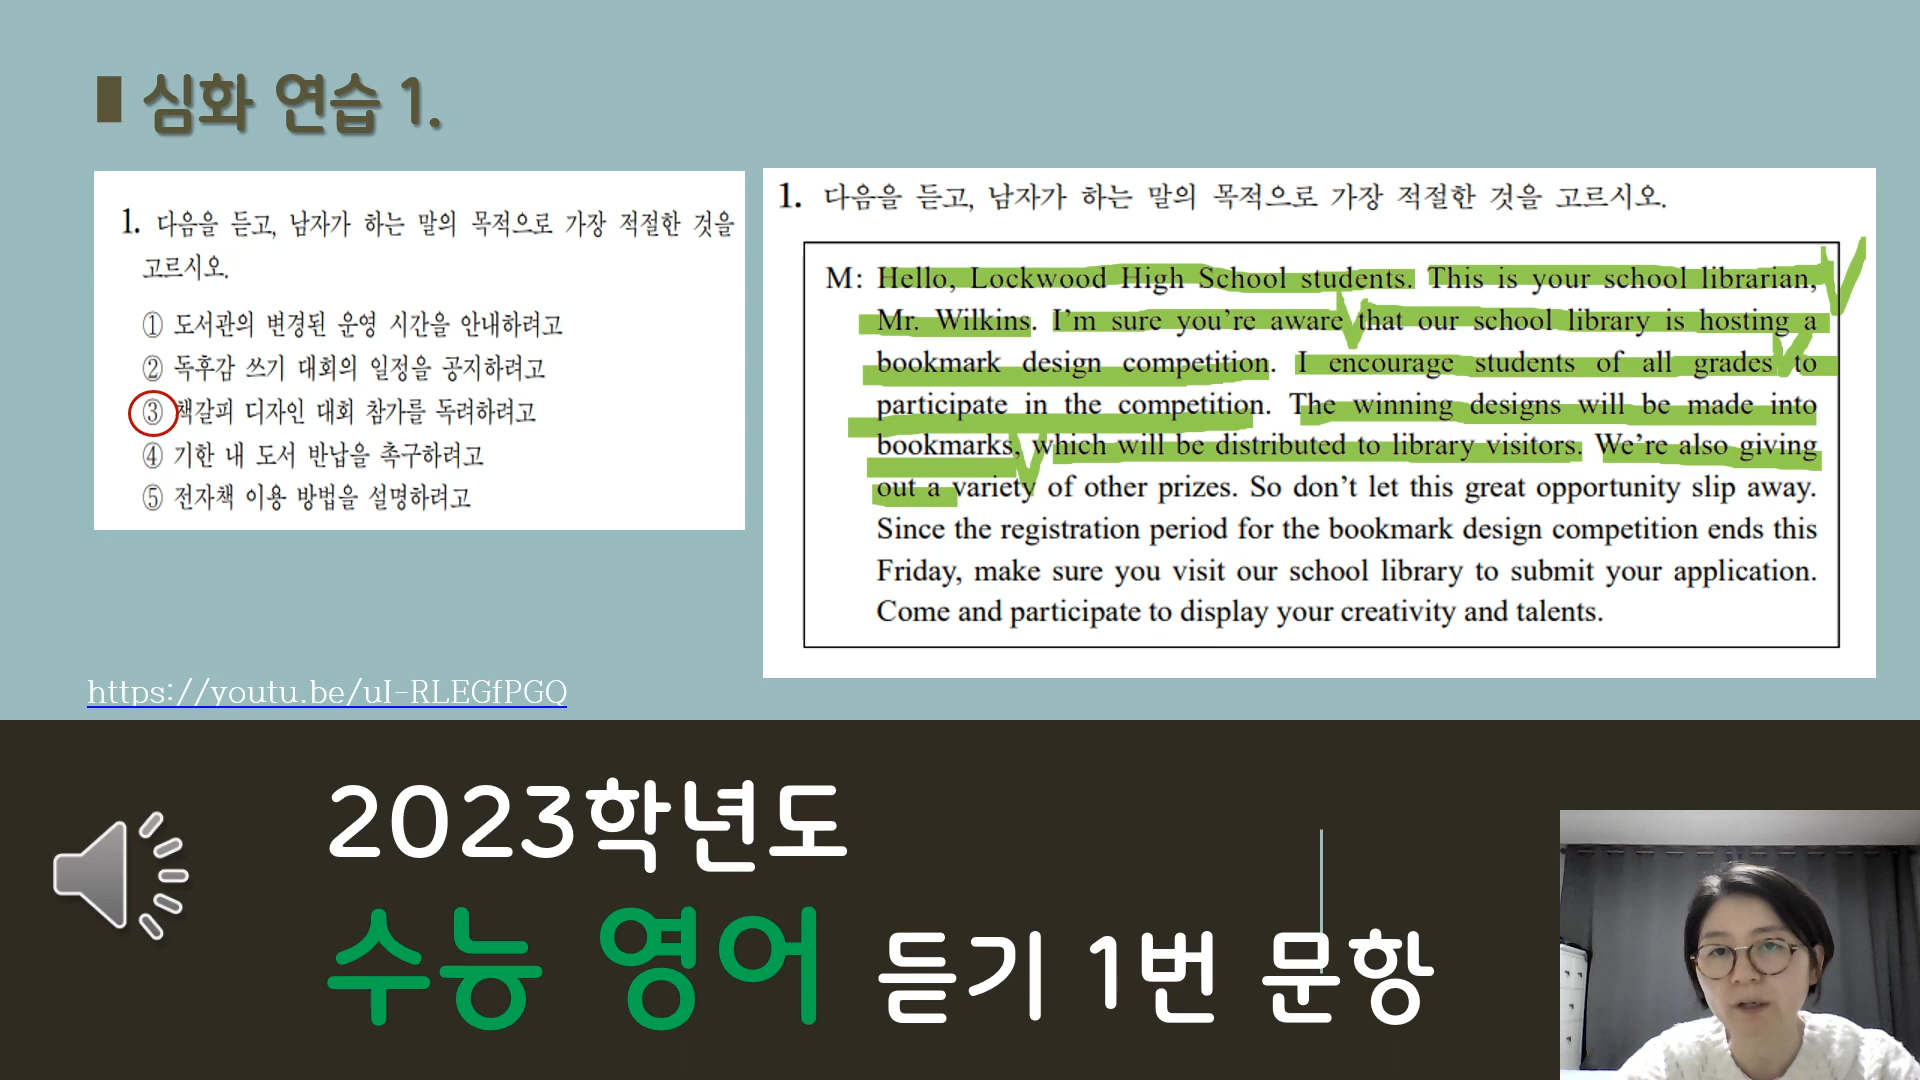 심화 연습 1.
1. 다음을 듣고, 남자가 하는 말의 목적으로 가장 적절한 것을
고르시오.
① 도서관의 변경된 운영 시간을 안내하려고
② 독후감 쓰기 대회의 일정을 공지하려고
③ 책갈피 디자인 대회 참가를 독려하려고
④ 기한 내 도서 반납을 촉구하려고
⑤ 전자책 이용 방법을 설명하려고
1. 다음을 듣고, 남자가 하는 말의 목적으로 가장 적절한 것을 고르시오.
M: Hello, Lockwood High School students. This is your school librarian,
Mr. Wilkins. I'm sure you're aware that our school library is hosting a
bookmark design competition. I encourage students of all grades to
participate in the competition. The winning designs will be made into
bookmarks, which will be distributed to library visitors. We're also giving
out a variety of other prizes. So don't let this great opportunity slip away.
Since the registration period for the bookmark design competition ends this
Friday, make sure you visit our school library to submit your application.
Come and participate to display your creativity and talents.
https://youtu.be/uI-RLEGfPGQ
2023학년도
수능 영어 듣기 1번 문항